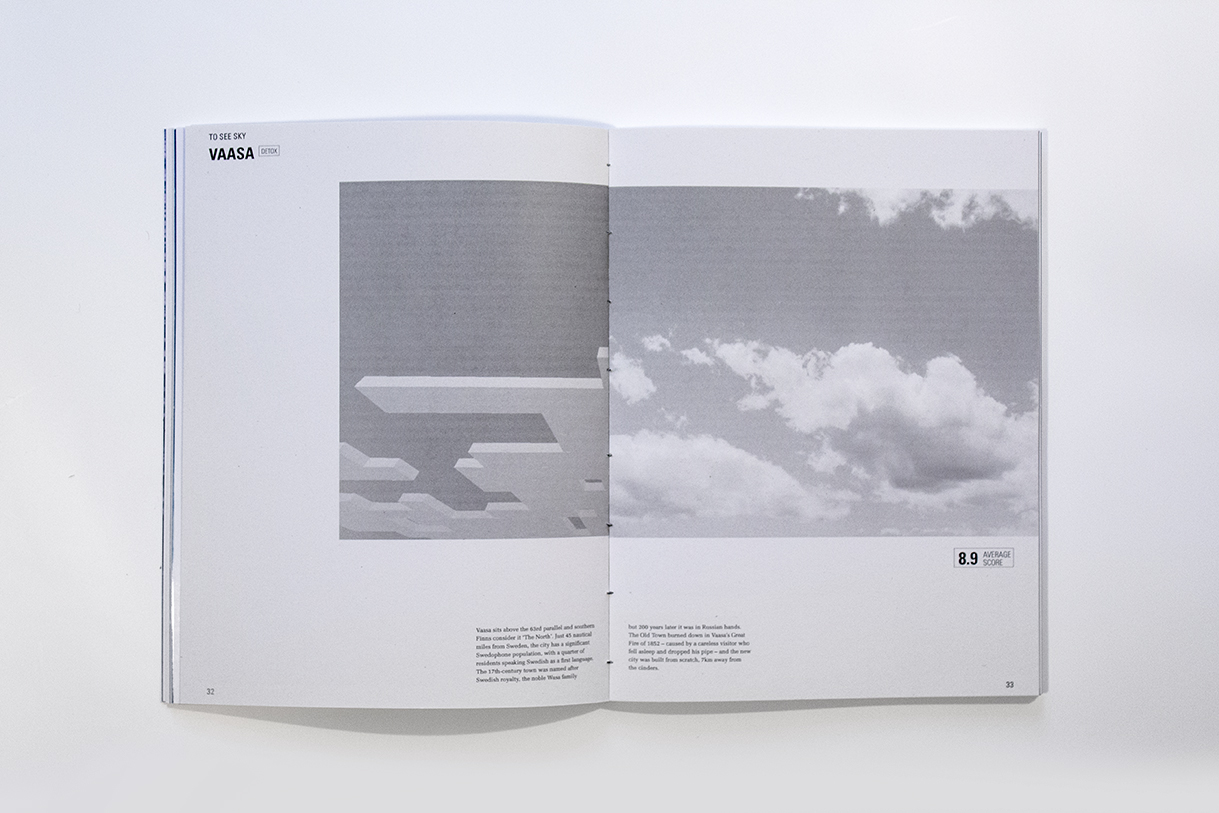 TO SEE SKY
VAASA DETOX
8.9 AVERAGE
SCORE
Vaasa sits above the 63rd parallel and southern
Finns consider it 'The North'. Just 45 nautical
miles from Sweden, the city has a significant
Swedophone population, with a quarter of
residents speaking Swedish as a first language.
The 17th-century town was named after
Swedish royalty, the noble Wasa family
but 200 years later it was in Russian hands.
The Old Town burned down in Vaasa's Great
Fire of 1852 – caused by a careless visitor who
fell asleep and dropped his pipe – and the new
city was built from scratch, 7km away from
the cinders.
32
33